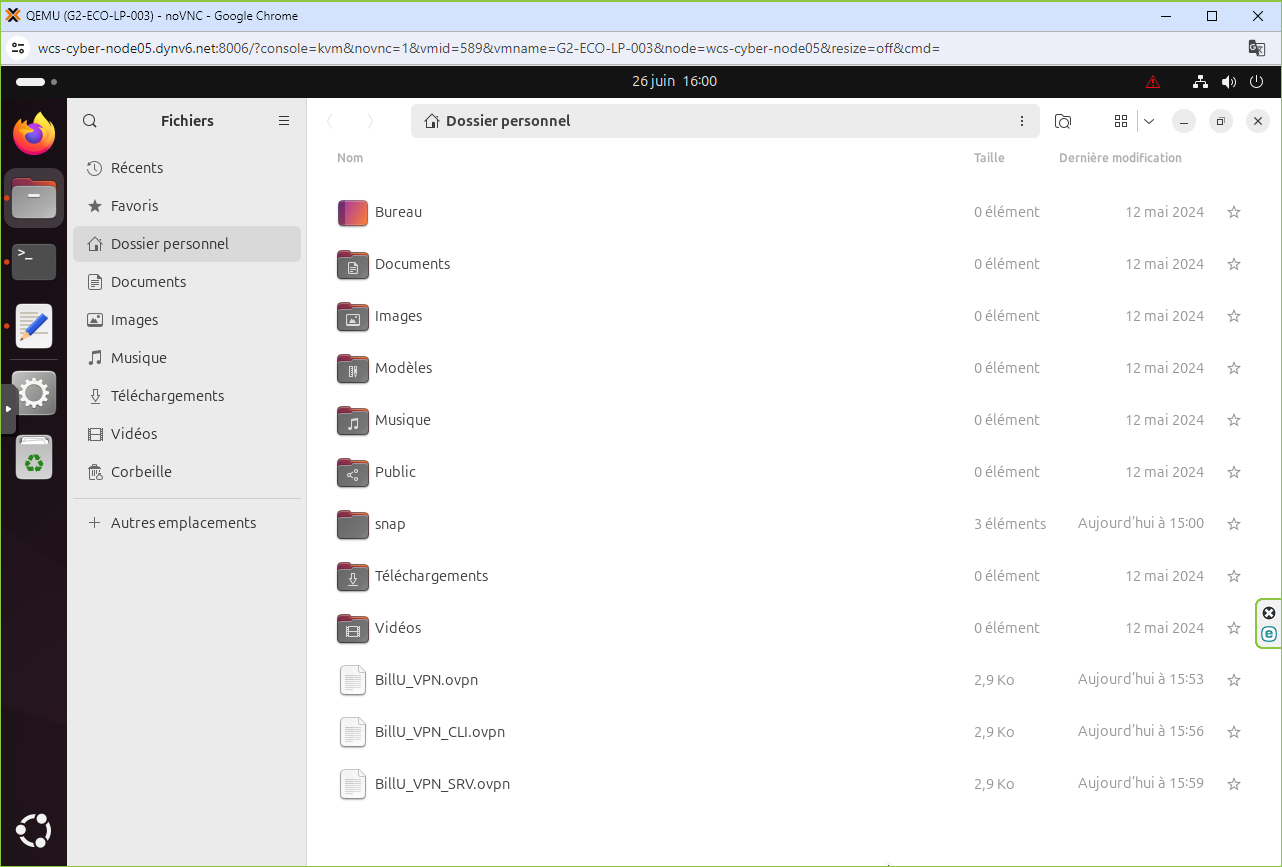 QEMU (G2-ECO-LP-003) - noVNC - Google Chrome
wcs-cyber-node05.dynv6.net:8006/?console=kvm&novnc=1&vmid=589&vmname=G2-ECO-LP-003&node=wcs-cyber-node05&resize=off&cmd=
26 juin 16:00
Fichiers
Dossier personnel
Récents
Favoris
Dossier personnel
Documents
Images
Musique
Téléchargements
Vidéos
Corbeille
Autres emplacements
Nom Taille Dernière modification
Bureau 0 élément 12 mai 2024
Documents 0 élément 12 mai 2024
Images 0 élément 12 mai 2024
Modèles 0 élément 12 mai 2024
Musique 0 élément 12 mai 2024
Public 0 élément 12 mai 2024
snap 3 éléments Aujourd’hui à 15:00
Téléchargements 0 élément 12 mai 2024
Vidéos 0 élément 12 mai 2024
BillU_VPN.ovpn 2,9 Ko Aujourd’hui à 15:53
BillU_VPN_CLI.ovpn 2,9 Ko Aujourd’hui à 15:56
BillU_VPN_SRV.ovpn 2,9 Ko Aujourd’hui à 15:59